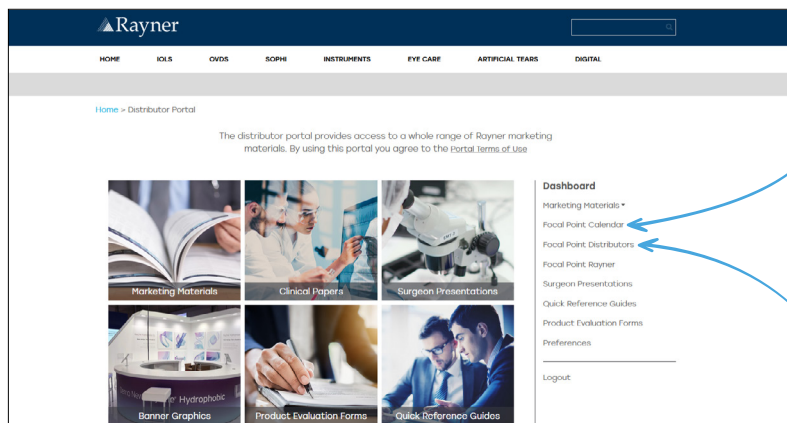 Rayner
HOME IOLS OVDS SOPHI INSTRUMENTS EYE CARE ARTIFICIAL TEARS DIGITAL
Home > Distributor Portal
The distributor portal provides access to a whole range of Rayner marketing
materials. By using this portal you agree to the Portal Terms of Use
Marketing Materials
Clinical Papers
Surgeon Presentations
Banner Graphics
Hydrophobic
Product Evaluation Forms
Quick Reference Guides
Dashboard
Marketing Materials
Focal Point Calendar
Focal Point Distributors
Focal Point Rayner
Surgeon Presentations
Quick Reference Guides
Product Evaluation Forms
Preferences
Logout